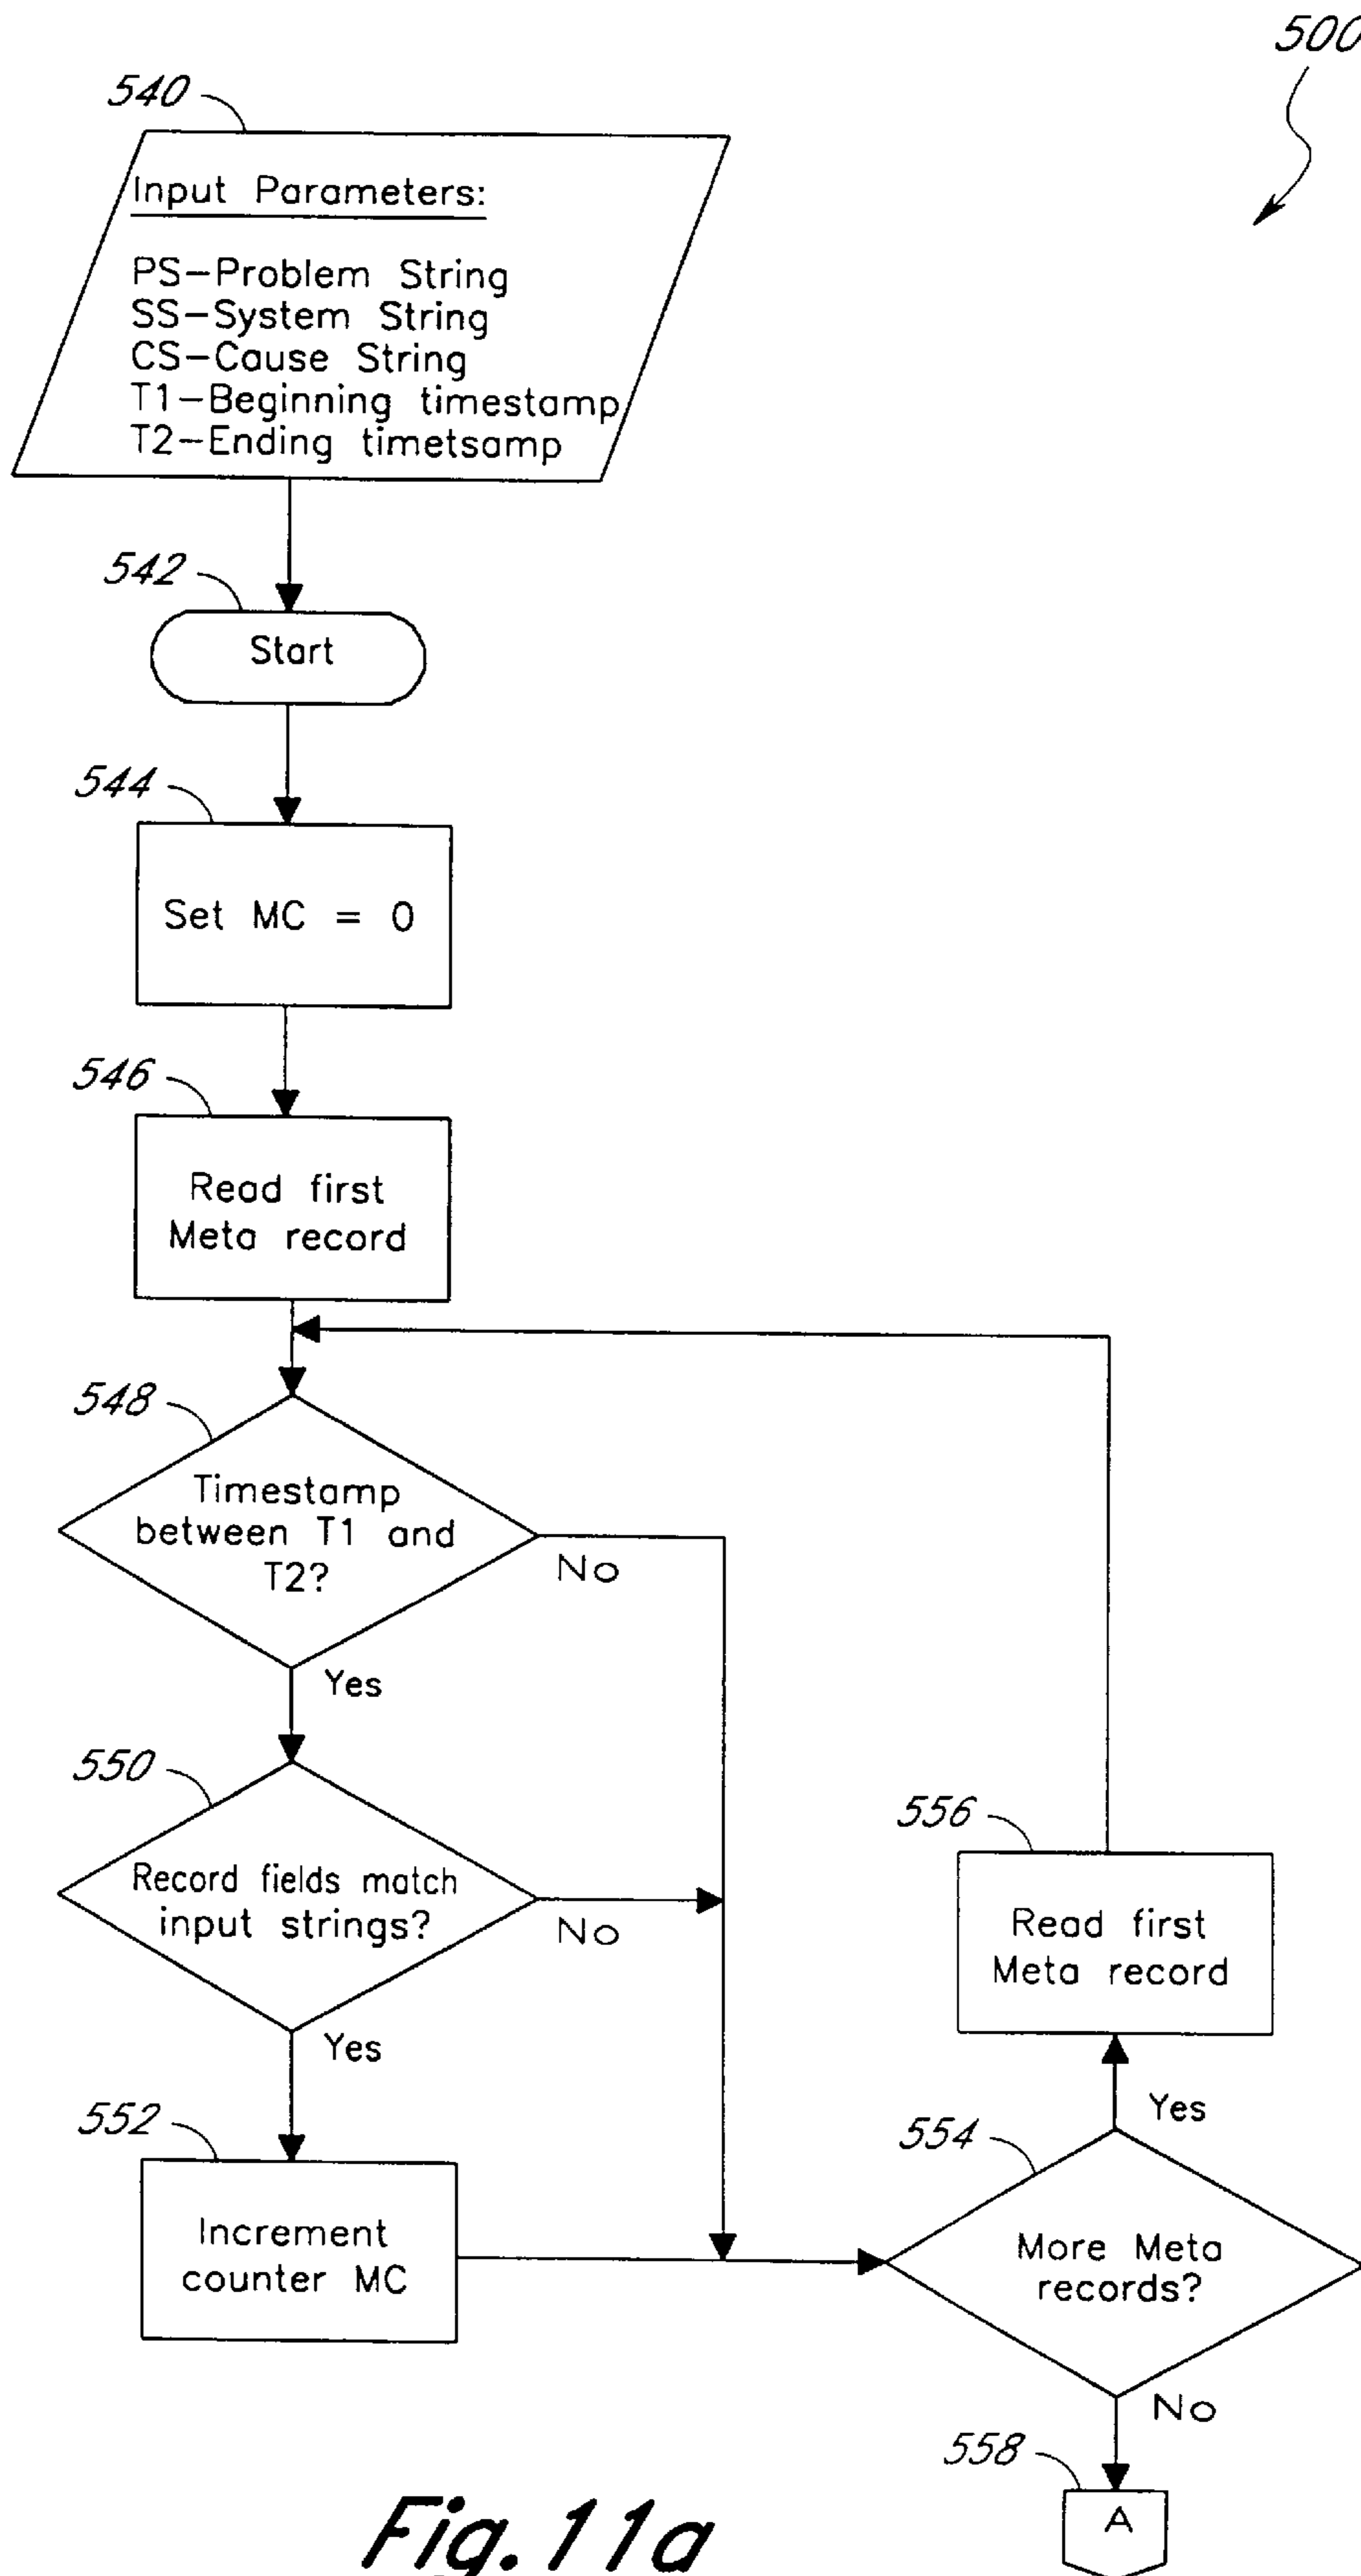 500
540
Input Parameters:
PS-Problem String
SS-System String
CS-Cause String
T1-Beginning timestamp
T2-Ending timetsamp
542
Start
544
Set MC = 0
546
Read first
Meta record
548
Timestamp
between T1 and
T2?
No
Yes
550
Record fields match
input strings?
No
Yes
552
Increment
counter MC
556
Read first
Meta record
Yes
554
More Meta
records?
No
558
A
Fig. 11a